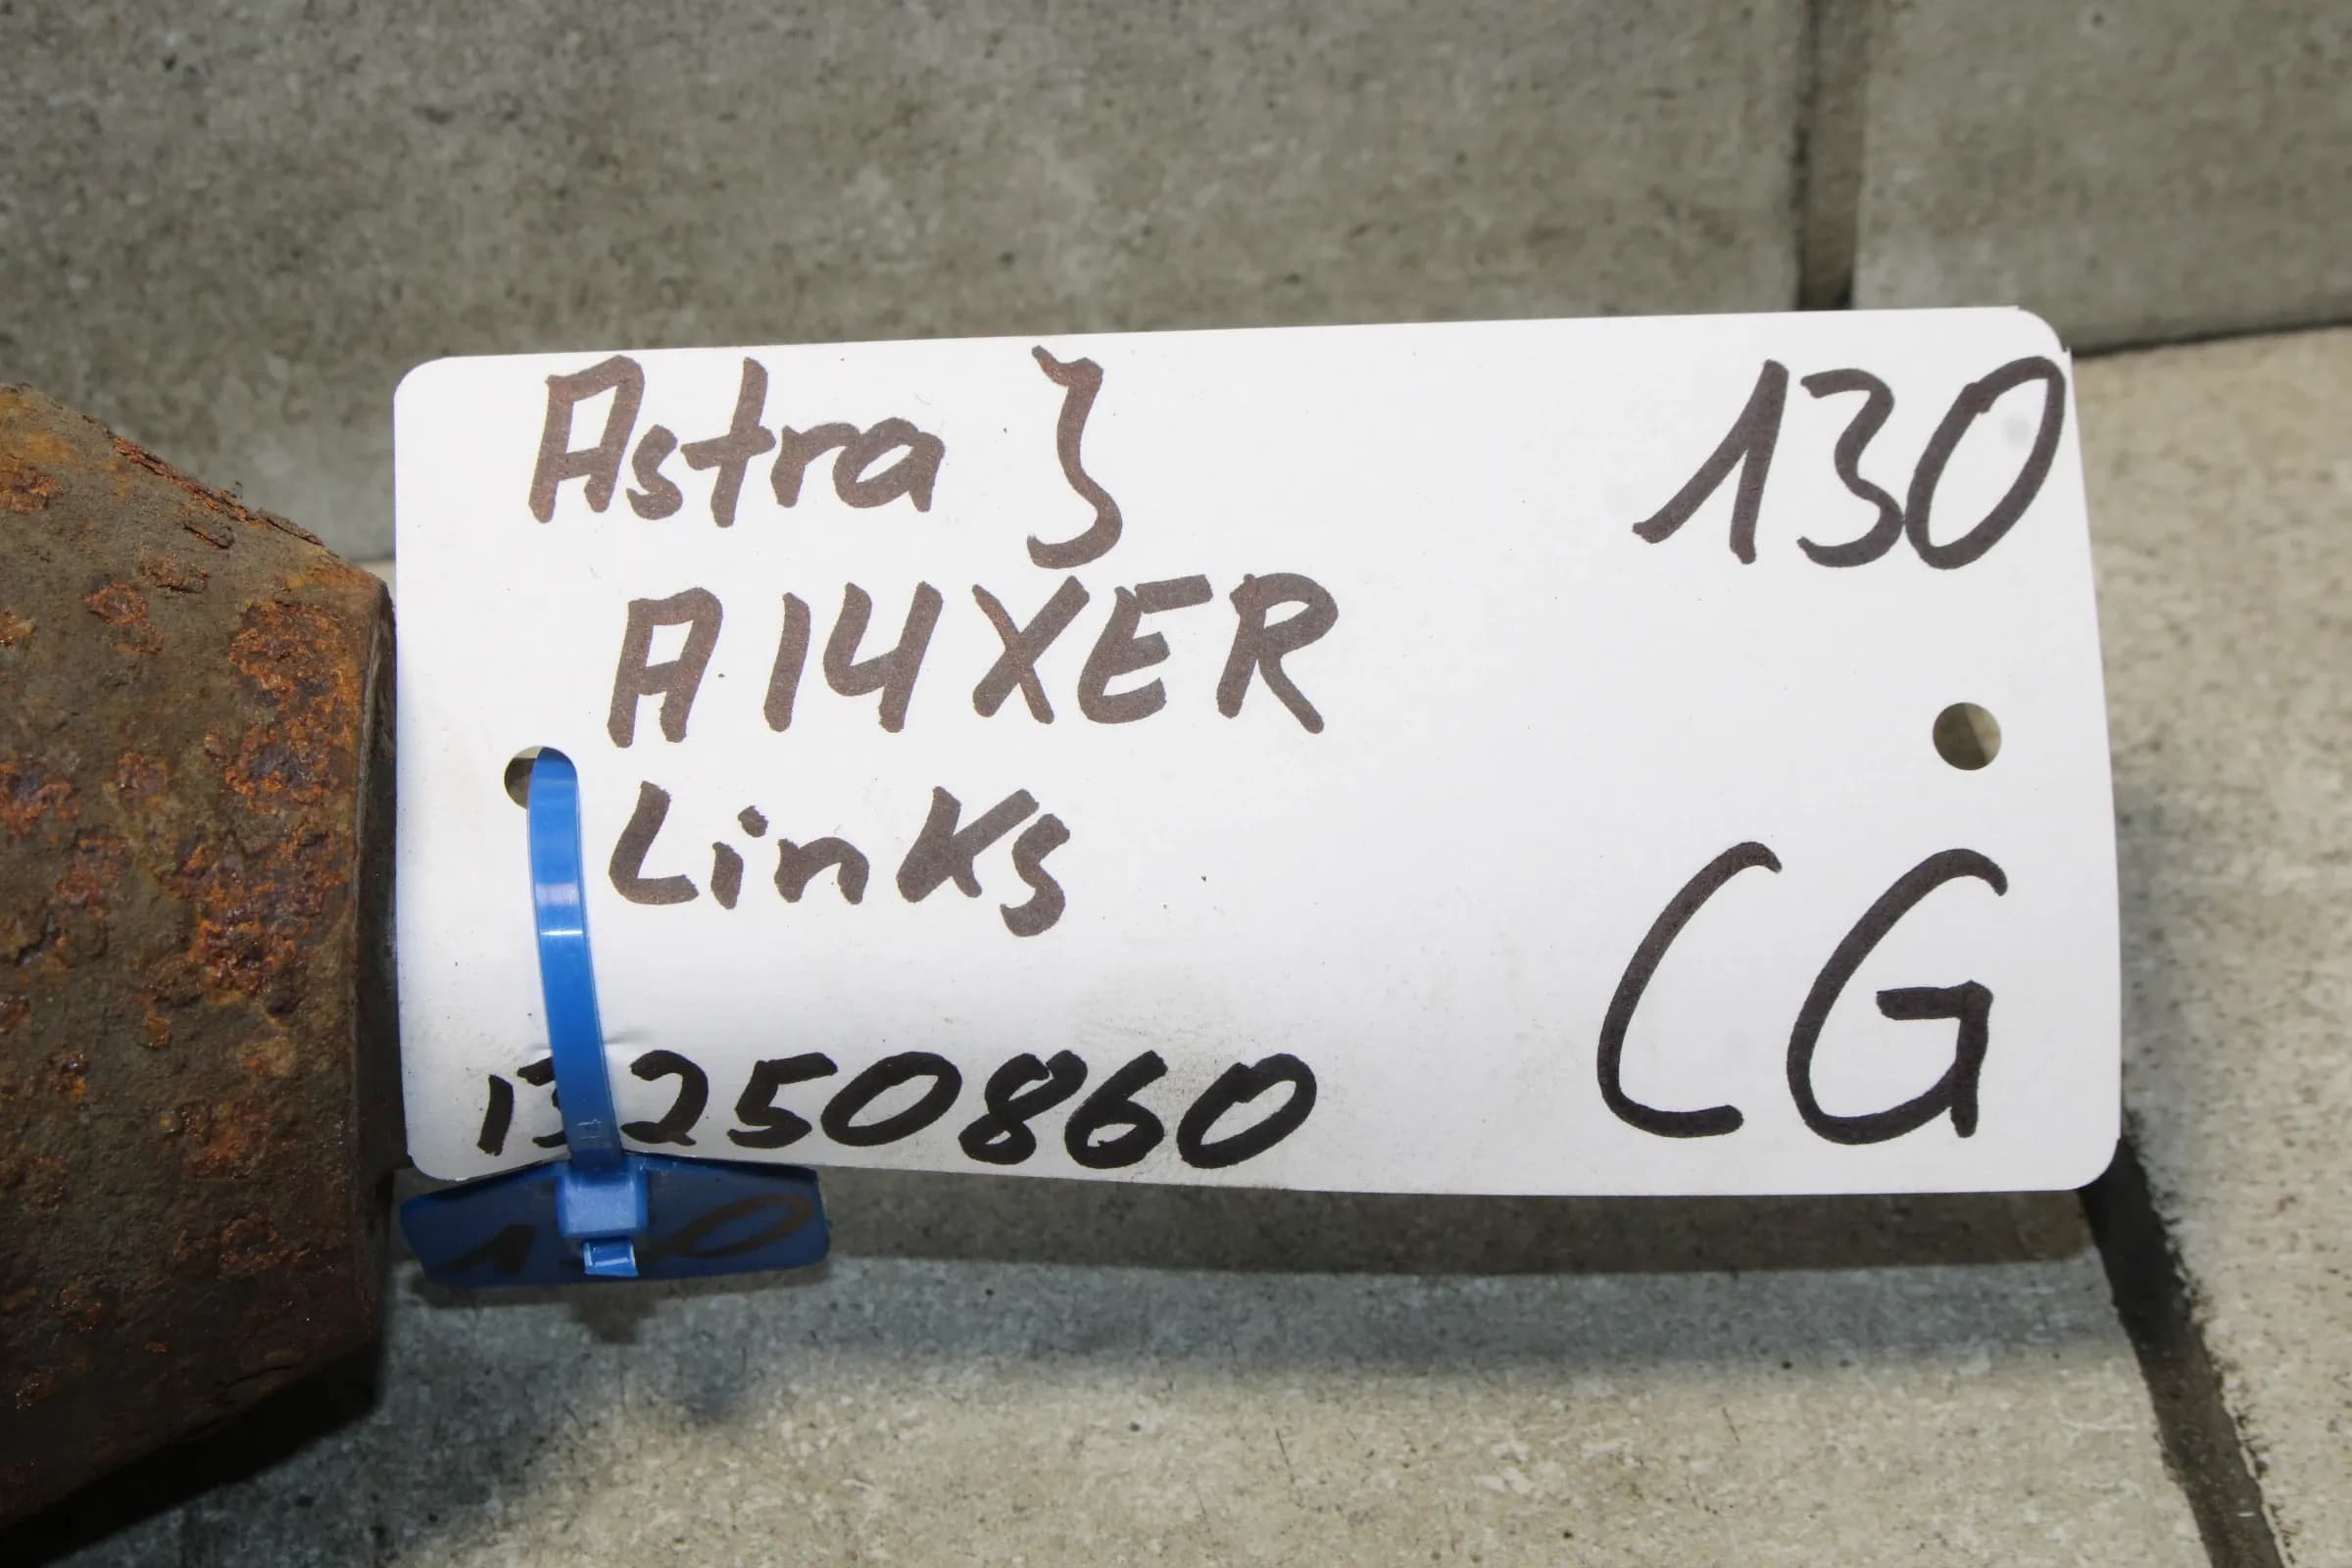 Astra J
130
A14XER
Links
CG
13250860